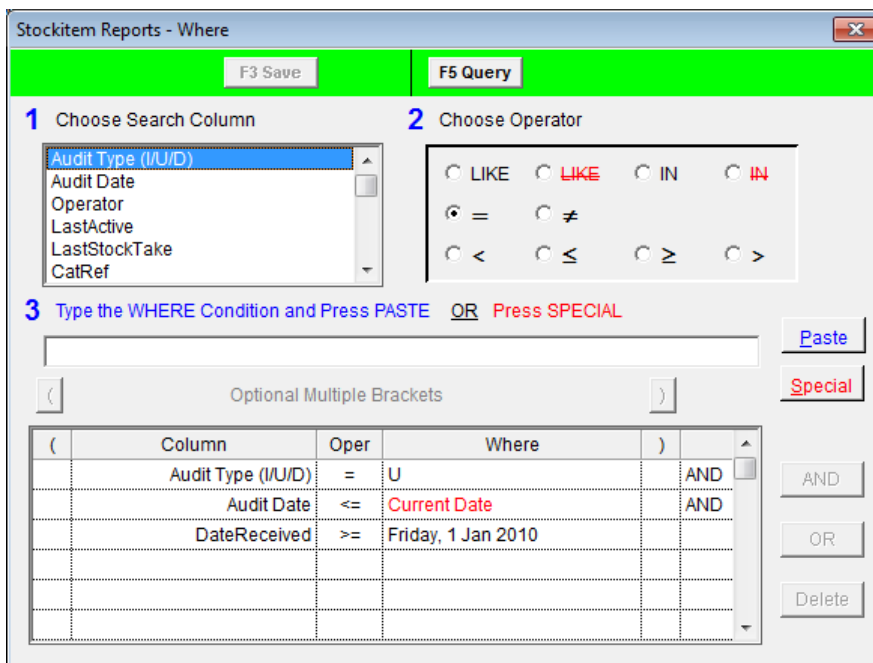 Stockitem Reports - Where
F3 Save F5 Query
1 Choose Search Column 2 Choose Operator
Audit Type (I/U/D)
Audit Date
Operator
LastActive
LastStockTake
CatRef
LIKE LIKE IN IN
= ≠
< ≤ ≥ >
3 Type the WHERE Condition and Press PASTE OR Press SPECIAL
Paste
Special
( Optional Multiple Brackets )
( Column Oper Where )
Audit Type (I/U/D) = U AND
Audit Date <= Current Date AND
DateReceived >= Friday, 1 Jan 2010
AND
OR
Delete